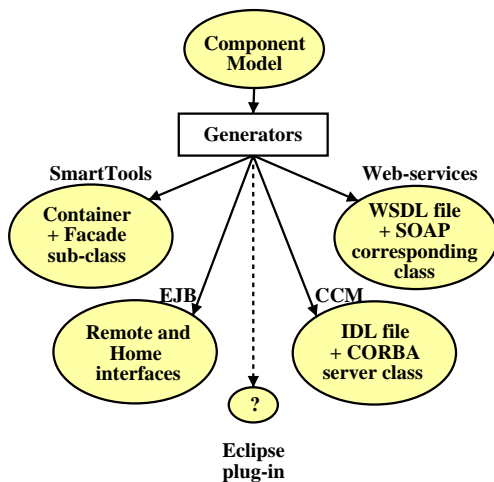 Component
Model
Generators
SmartTools
Web-services
Container
+ Facade
sub-class
WSDL file
+ SOAP
corresponding
class
EJB
CCM
Remote and
Home
interfaces
IDL file
+ CORBA
server class
?
Eclipse
plug-in